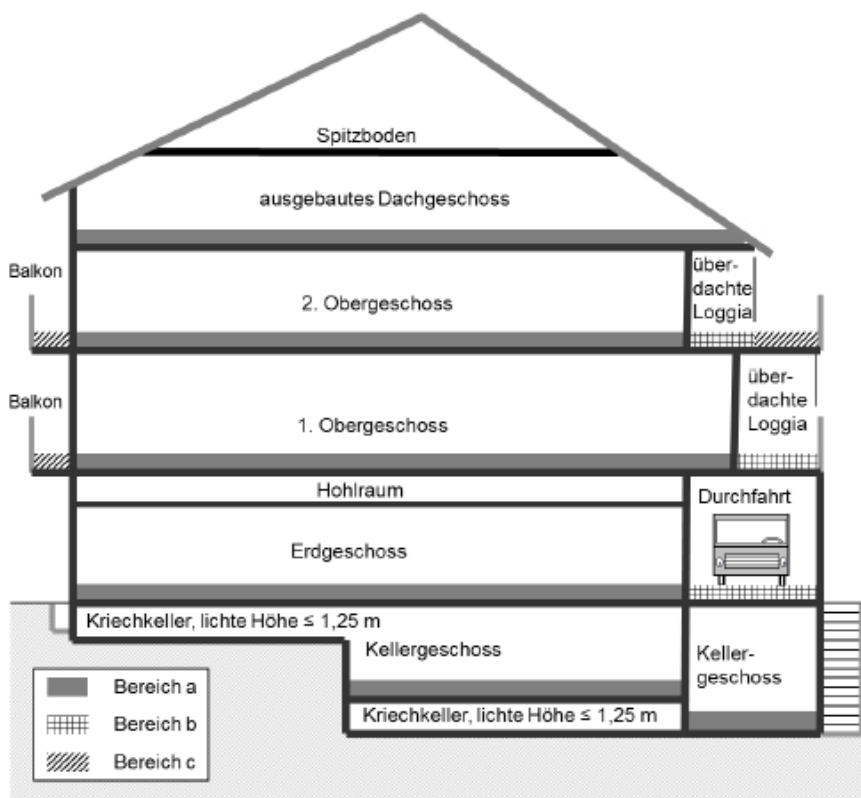 Spitzboden
ausgebautes Dachgeschoss
Balkon
2. Obergeschoss
über-
dachte
Loggia
Balkon
1. Obergeschoss
über-
dachte
Loggia
Hohlraum
Durchfahrt
Erdgeschoss
Kriechkeller, lichte Höhe ≤ 1,25 m
Kellergeschoss
Keller-
geschoss
Kriechkeller, lichte Höhe ≤ 1,25 m
Bereich a
Bereich b
Bereich c